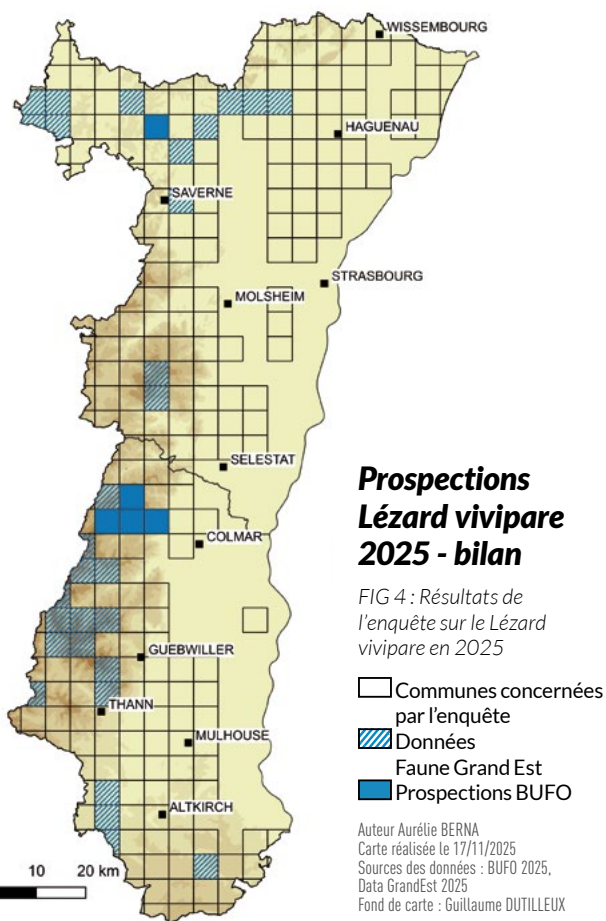 WISSEMBOURG
HAGUENAU
SAVERNE
STRASBOURG
MOLSHEIM
SELESTAT
COLMAR
GUEBWILLER
THANN
MULHOUSE
ALTKIRCH
10 20 km
Prospections
Lézard vivipare
2025 - bilan
FIG 4 : Résultats de
l'enquête sur le Lézard
vivipare en 2025
Communes concernées
par l'enquête
Données
Faune Grand Est
Prospections BUFO
Auteur Aurélie BERNA
Carte réalisée le 17/11/2025
Sources des données : BUFO 2025,
Data GrandEst 2025
Fond de carte : Guillaume DUTILLEUX